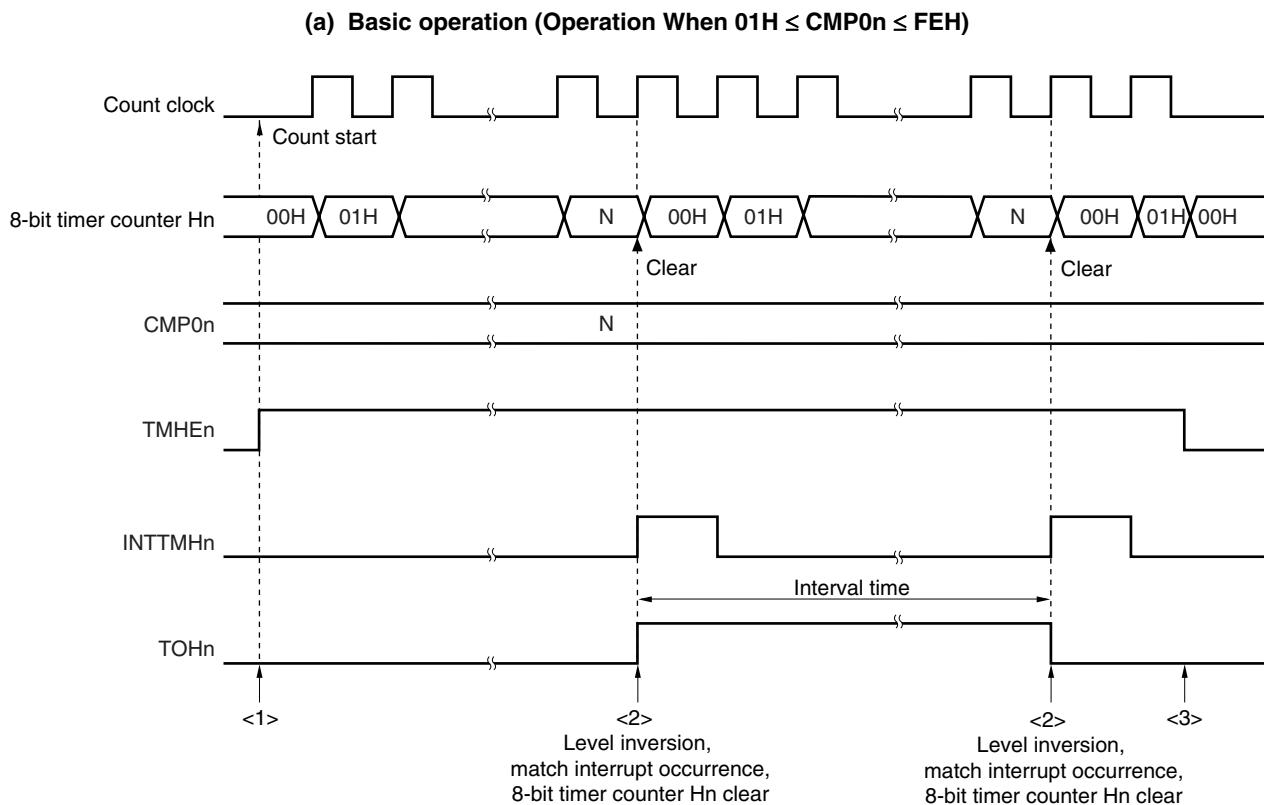 (a) Basic operation (Operation When 01H ≤ CMP0n ≤ FEH)
Count clock
Count start
8-bit timer counter Hn
00H 01H N 00H 01H N 00H 01H 00H
Clear Clear
CMP0n
N
TMHEn
INTTMHn
Interval time
TOHn
<1> <2> <2> <3>
Level inversion,
match interrupt occurrence,
8-bit timer counter Hn clear
Level inversion,
match interrupt occurrence,
8-bit timer counter Hn clear